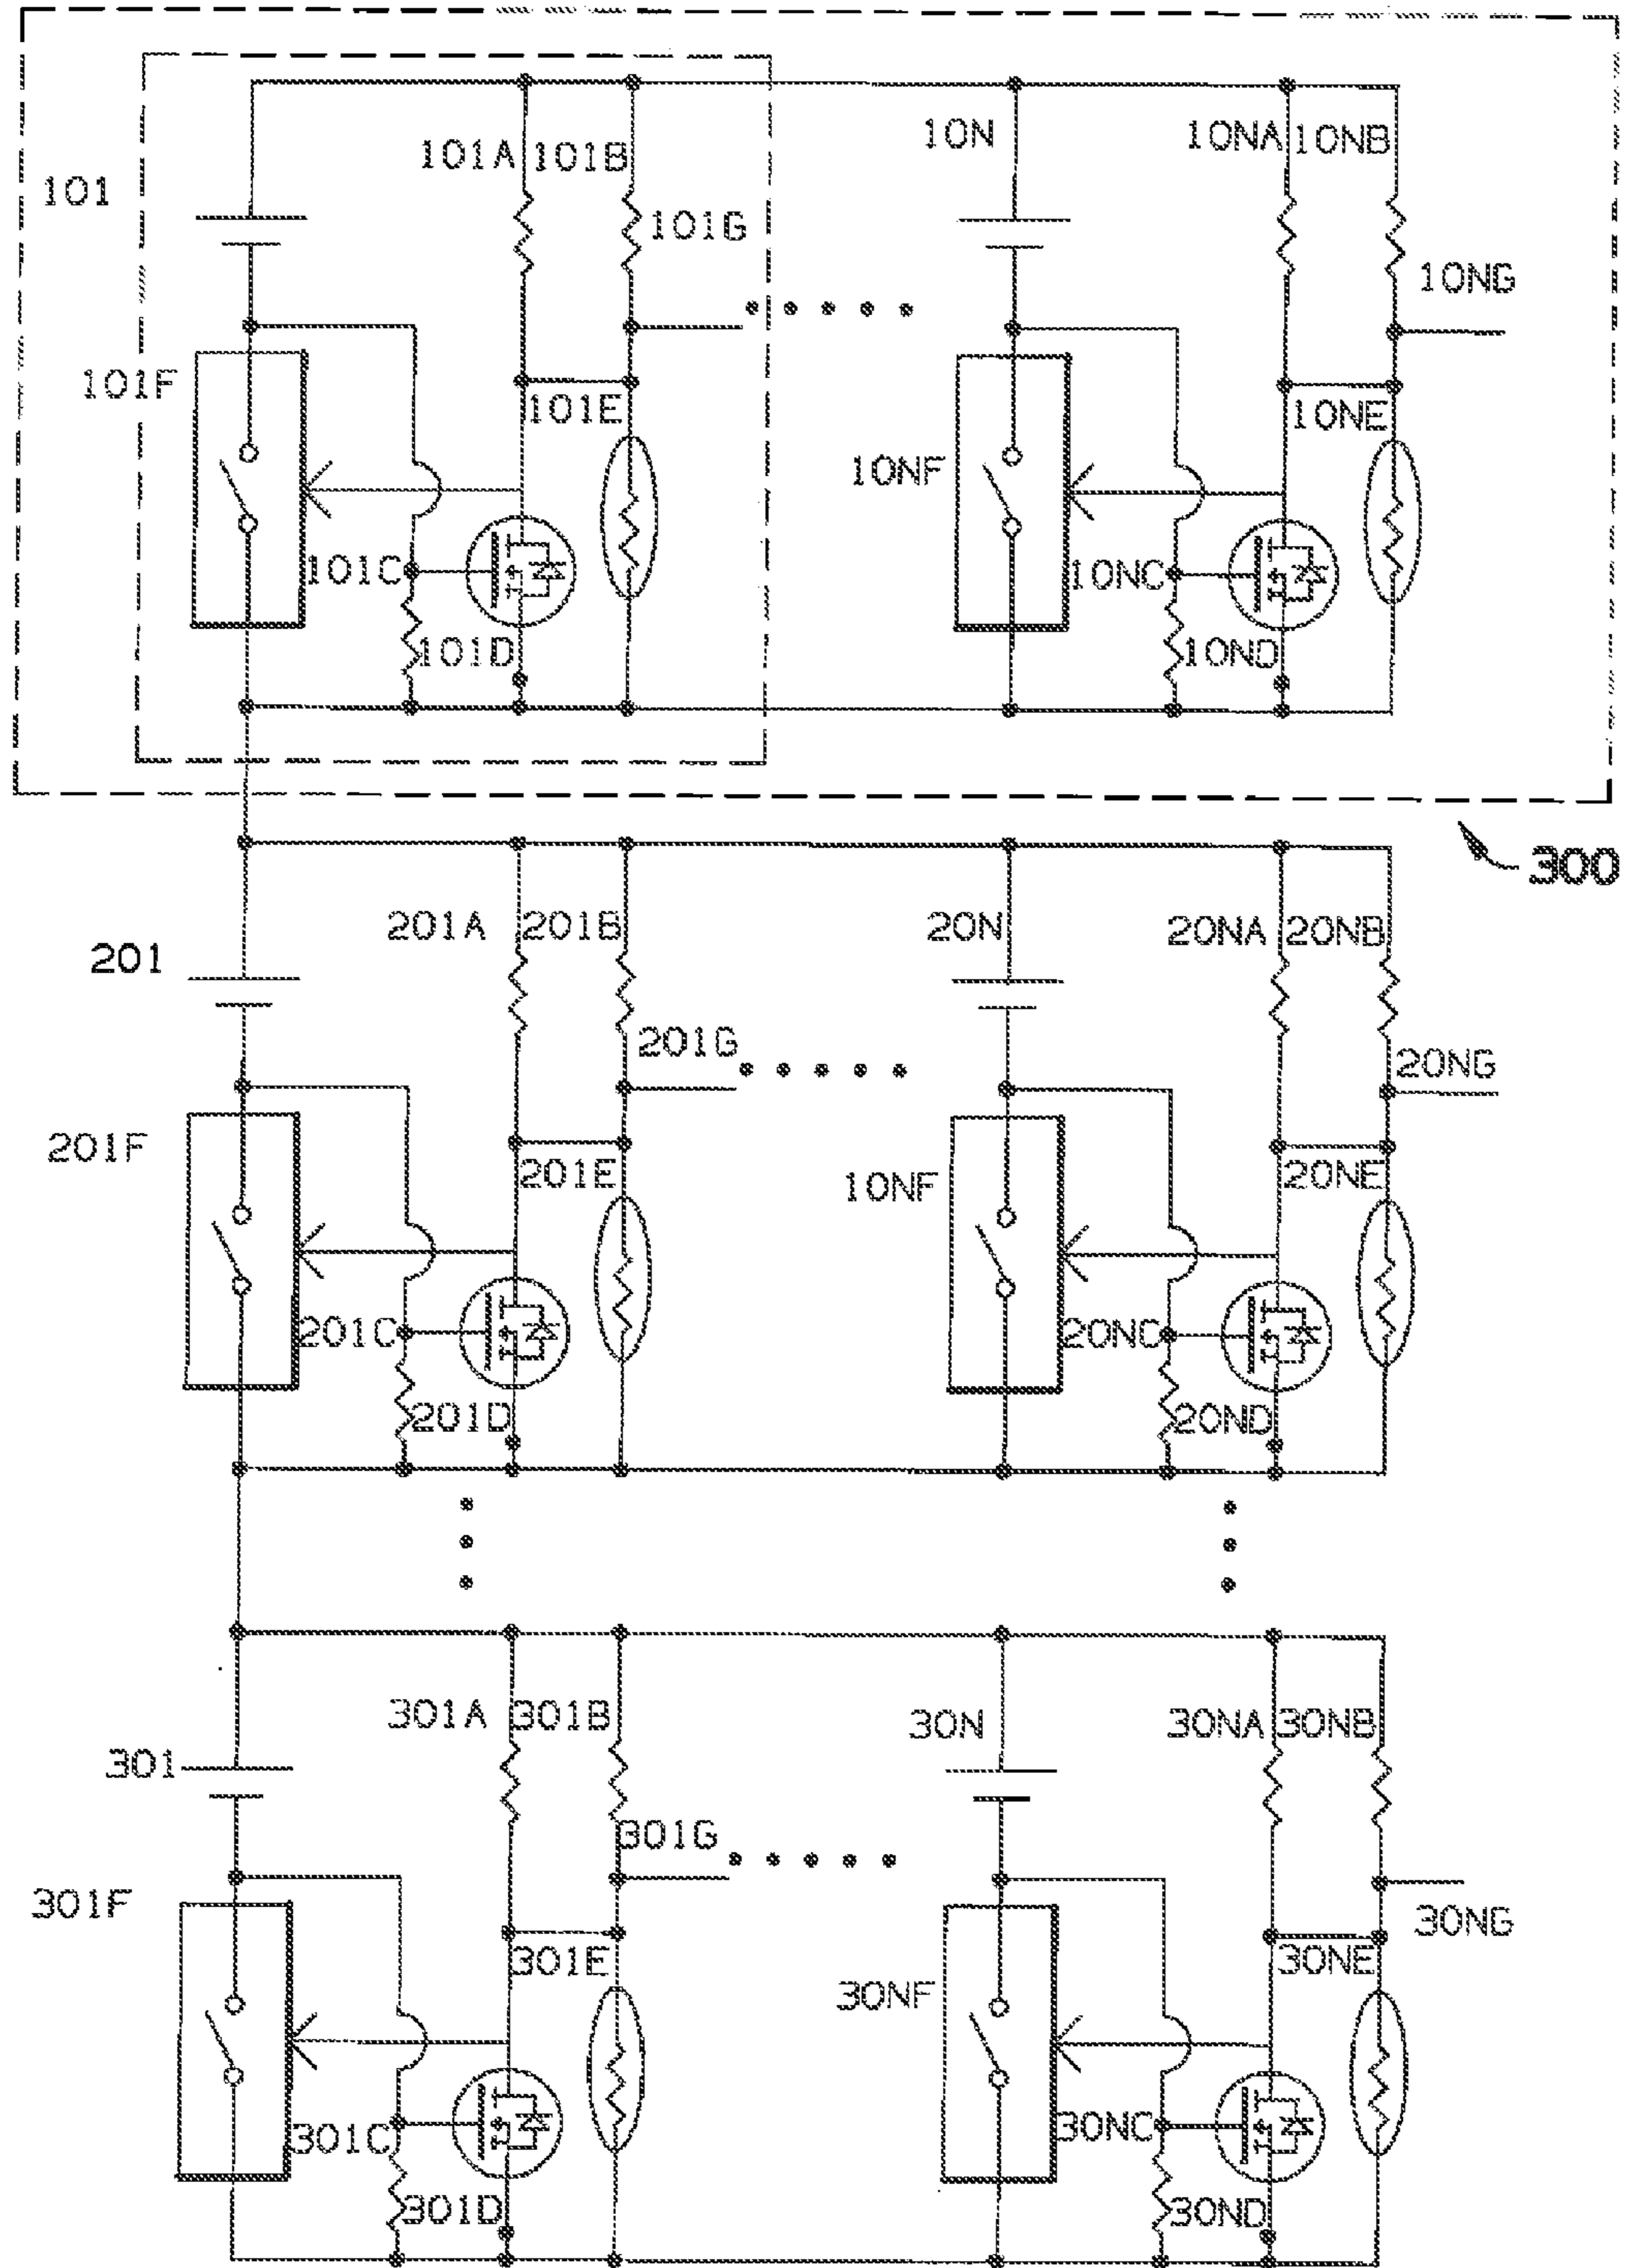 101A 101B 10N 10NA 10NB
101
101G
10NG
101F 101E 10NE
10NF
101C 10NC
101D 10ND
300
201A 201B 20N 20NA 20NB
201
201G 20NG
201F 201E 10NF 20NE
201C 20NC
201D 20ND
301A 301B 30N 30NA 30NB
301
301G
301F 30NG
301E 30NE
30NF
301C 30NC
301D 30ND